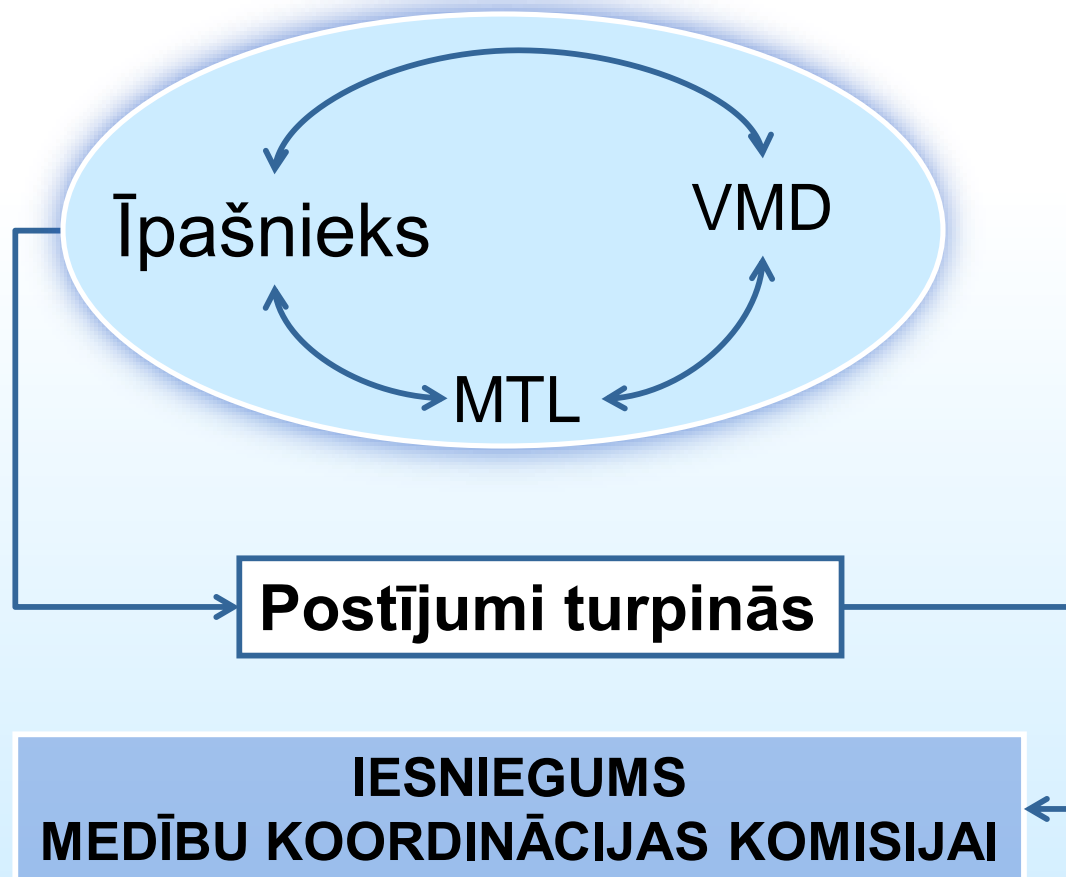 Īpašnieks
VMD
MTL
Postījumi turpinās
IESNIEGUMS
MEDĪBU KOORDINĀCIJAS KOMISIJAI